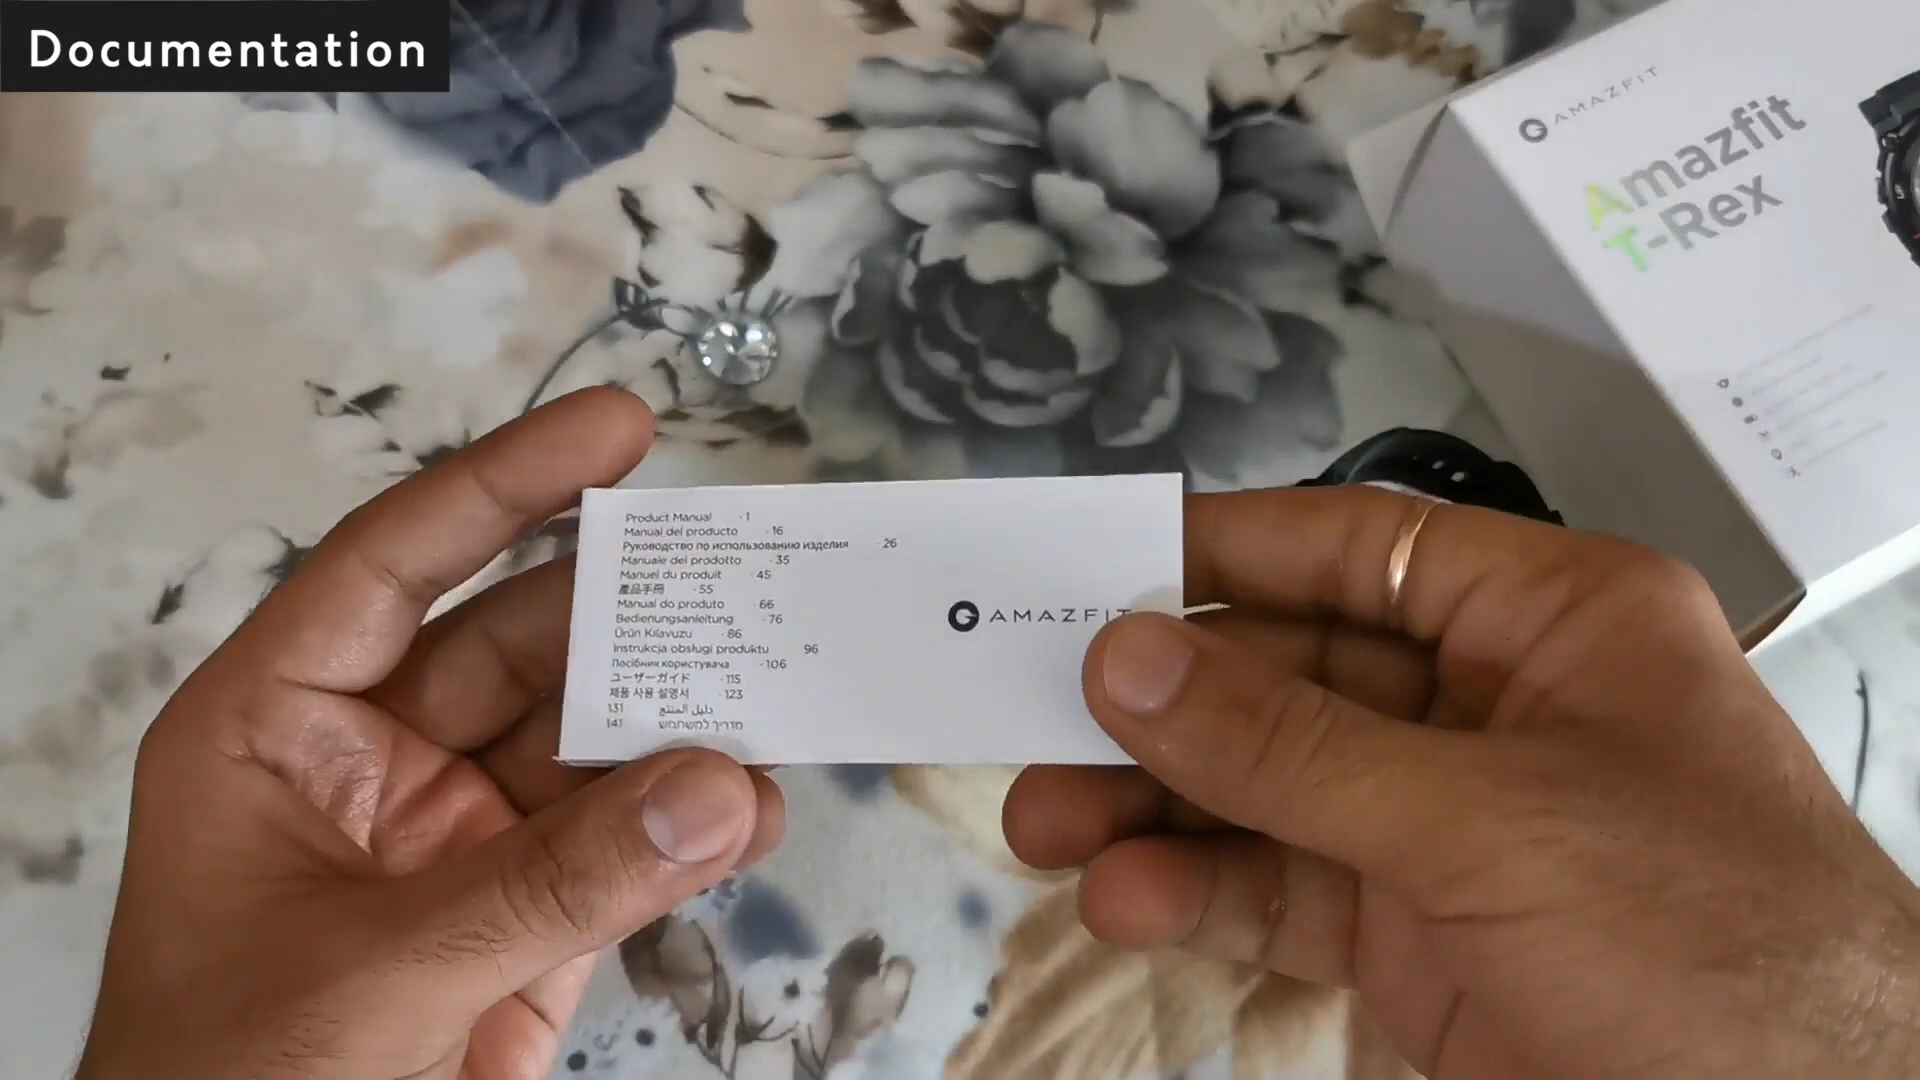 Documentation
AMAZFIT
Amazfit
T-Rex
UP
Product Manual · 1
Manual del producto · 16
Руководство по использованию изделия · 26
Manuale del prodotto · 35
Manuel du produit · 45
產品手冊 · 55
Manual do produto · 66
Bedienungsanleitung · 76
Ürün Kılavuzu · 86
Instrukcja obsługi produktu 96
Посібник користувача · 106
ユーザーガイド · 115
제품 사용 설명서 · 123
131 دليل المنتج
141 מדריך למשתמש
AMAZFIT